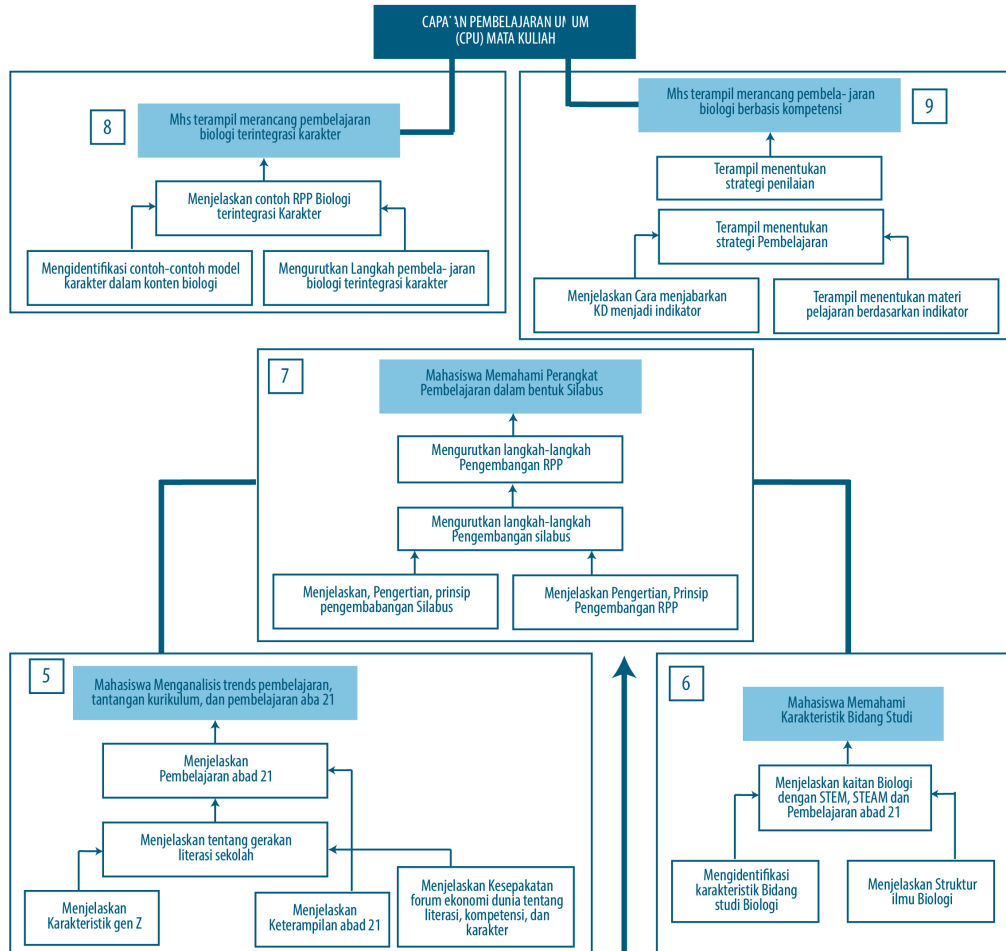 CAPAIAN PEMBELAJARAN UMUM
(CPU) MATA KULIAH
8
Mhs terampil merancang pembelajaran
biologi terintegrasi karakter
Menjelaskan contoh RPP Biologi
terintegrasi Karakter
Mengidentifikasi contoh-contoh model
karakter dalam konten biologi
Mengurutkan Langkah pembela- jaran
biologi terintegrasi karakter
9
Mhs terampil merancang pembela- jaran
biologi berbasis kompetensi
Terampil menentukan
strategi penilaian
Terampil menentukan
strategi Pembelajaran
Menjelaskan Cara menjabarkan
KD menjadi indikator
Terampil menentukan materi
pelajaran berdasarkan indikator
7
Mahasiswa Memahami Perangkat
Pembelajaran dalam bentuk Silabus
Mengurutkan langkah-langkah
Pengembangan RPP
Mengurutkan langkah-langkah
Pengembangan silabus
Menjelaskan, Pengertian, prinsip
pengembabangan Silabus
Menjelaskan Pengertian, Prinsip
Pengembangan RPP
5
Mahasiswa Menganalisis trends pembelajaran,
tantangan kurikulum, dan pembelajaran aba 21
Menjelaskan
Pembelajaran abad 21
Menjelaskan tentang gerakan
literasi sekolah
Menjelaskan
Karakteristik gen Z
Menjelaskan
Keterampilan abad 21
Menjelaskan Kesepakatan
forum ekonomi dunia tentang
literasi, kompetensi, dan
karakter
6
Mahasiswa Memahami
Karakteristik Bidang Studi
Menjelaskan kaitan Biologi
dengan STEM, STEAM dan
Pembelajaran abad 21
Mengidentifikasi
karakteristik Bidang
studi Biologi
Menjelaskan Struktur
ilmu Biologi